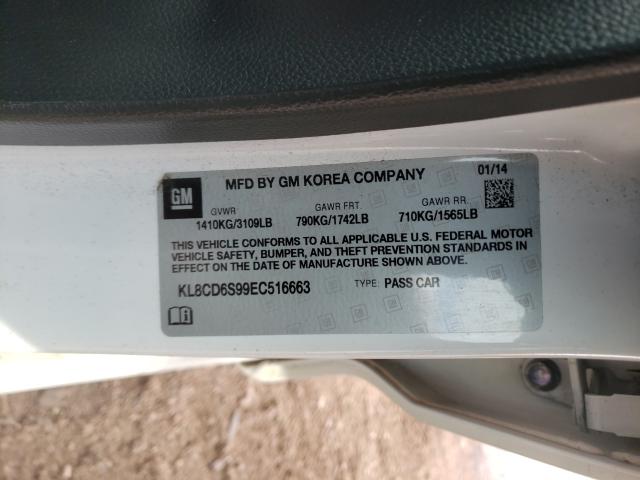 MFD BY GM KOREA COMPANY 01/14
GM
GVWR GAWR FRT. GAWR RR.
1410KG/3109LB 790KG/1742LB 710KG/1565LB
THIS VEHICLE CONFORMS TO ALL APPLICABLE U.S. FEDERAL MOTOR
VEHICLE SAFETY, BUMPER, AND THEFT PREVENTION STANDARDS IN
EFFECT ON THE DATE OF MANUFACTURE SHOWN ABOVE.
KL8CD6S99EC516663 TYPE: PASS CAR